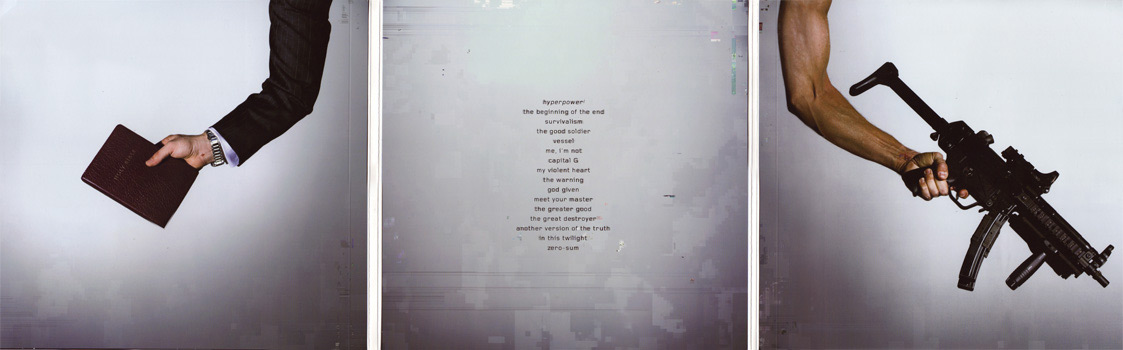 HOLY BIBLE
hyperpower!
the beginning of the end
survivalism
the good soldier
vessel
me, i'm not
capital G
my violent heart
the warning
god given
meet your master
the greater good
the great destroyer
another version of the truth
in this twilight
zero-sum